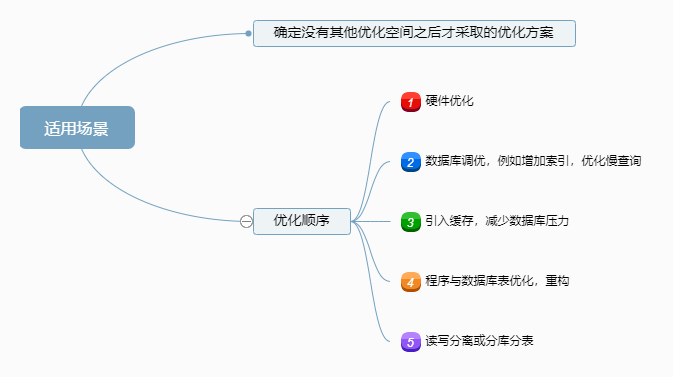 确定没有其他优化空间之后才采取的优化方案
适用场景
优化顺序
1 硬件优化
2 数据库调优，例如增加索引，优化慢查询
3 引入缓存，减少数据库压力
4 程序与数据库表优化，重构
5 读写分离或分库分表